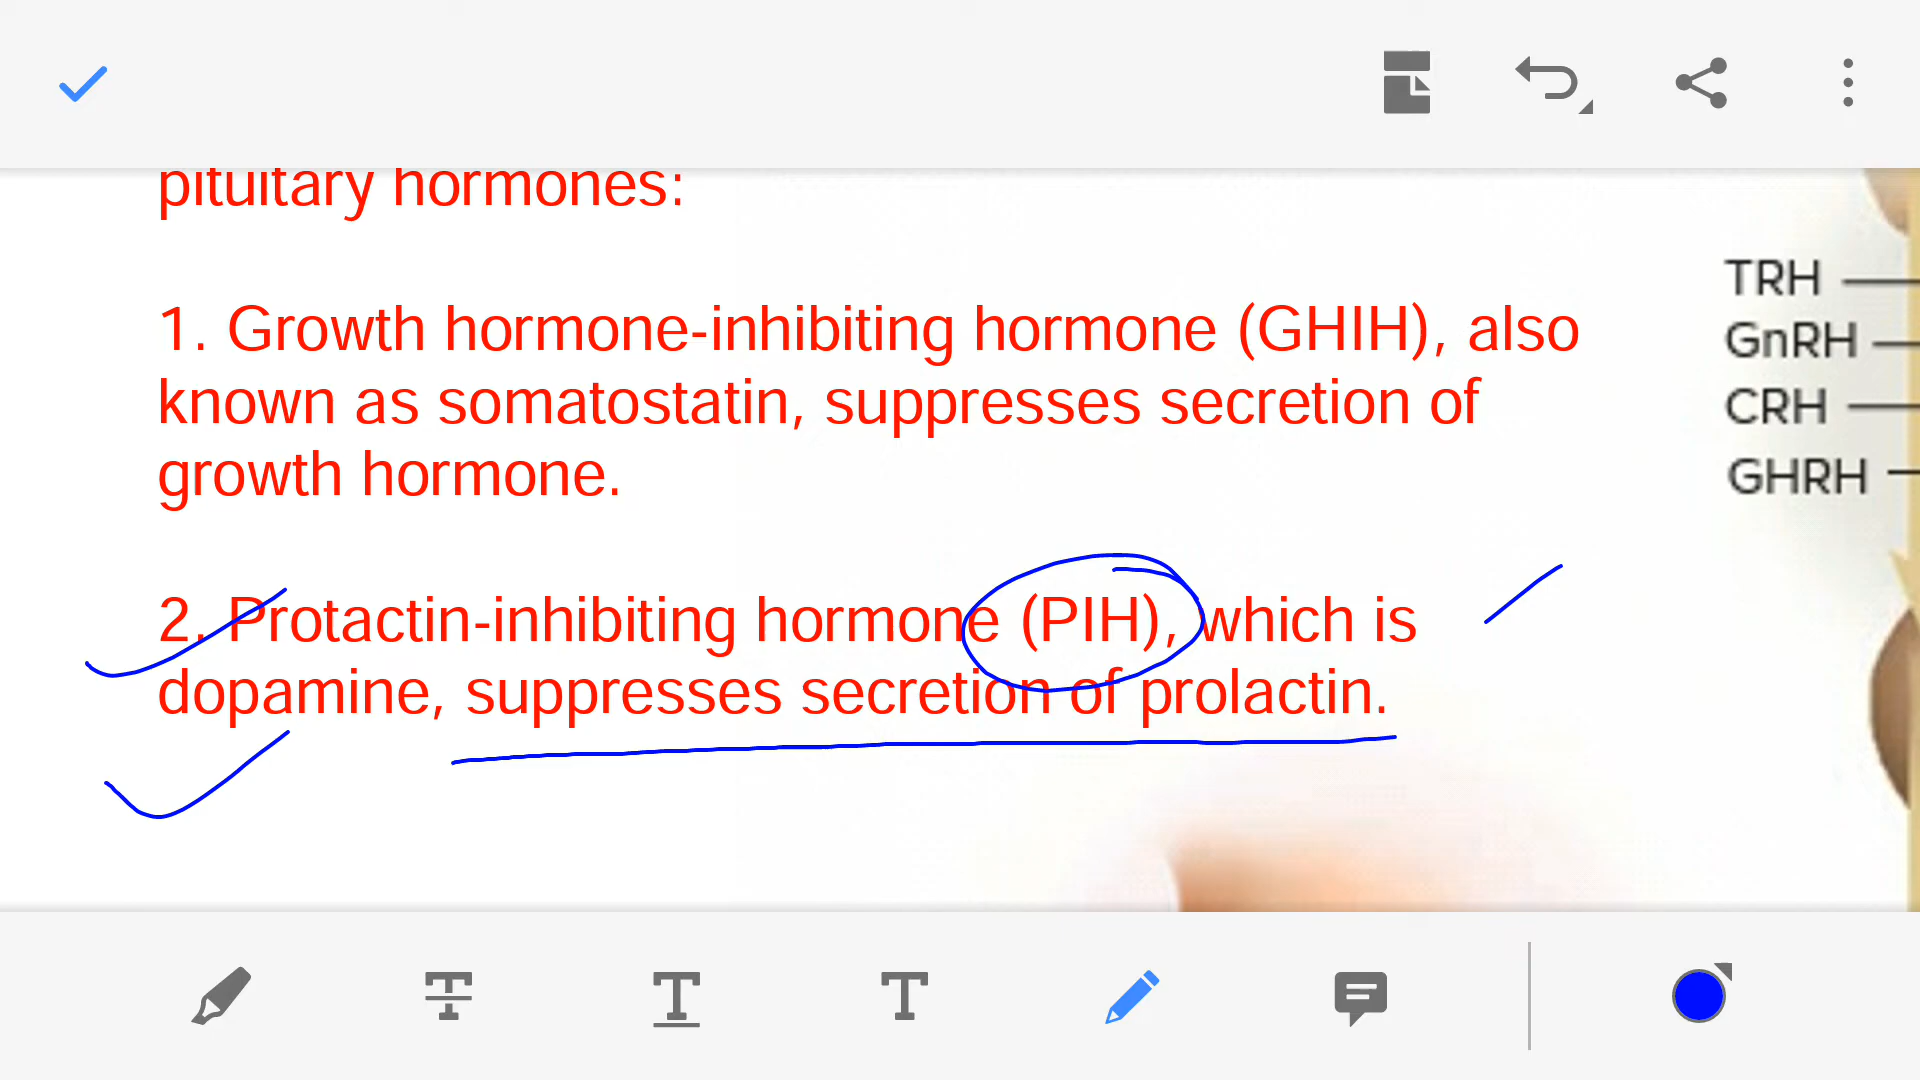 pituitary hormones:
1. Growth hormone-inhibiting hormone (GHIH), also
known as somatostatin, suppresses secretion of
growth hormone.
2. Protactin-inhibiting hormone (PIH), which is
dopamine, suppresses secretion of prolactin.
TRH
GnRH
CRH
GHRH